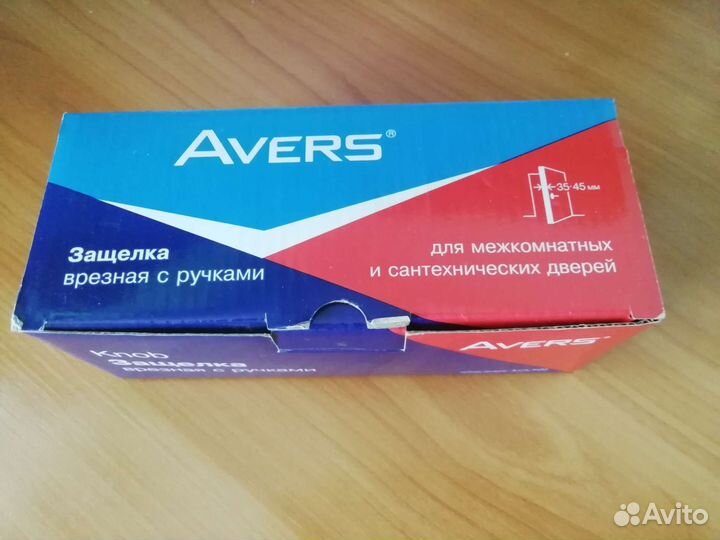 AVERS®
35-45 мм
Защелка
врезная с ручками
для межкомнатных
и сантехнических дверей
Knob
Защелка
врезная с ручками
AVERS®
Avito